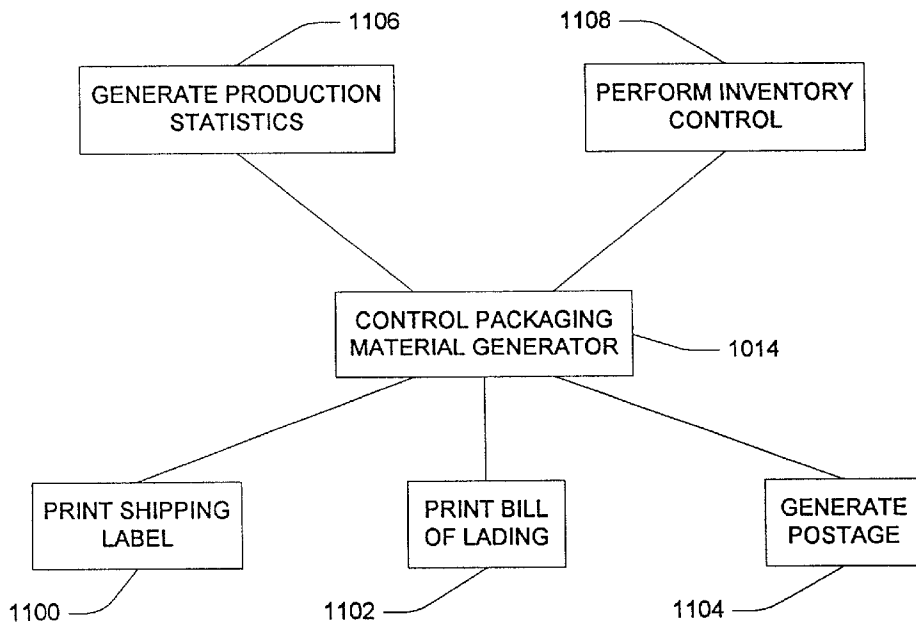 1106
1108
GENERATE PRODUCTION
STATISTICS
PERFORM INVENTORY
CONTROL
CONTROL PACKAGING
MATERIAL GENERATOR
1014
PRINT SHIPPING
LABEL
PRINT BILL
OF LADING
GENERATE
POSTAGE
1100
1102
1104